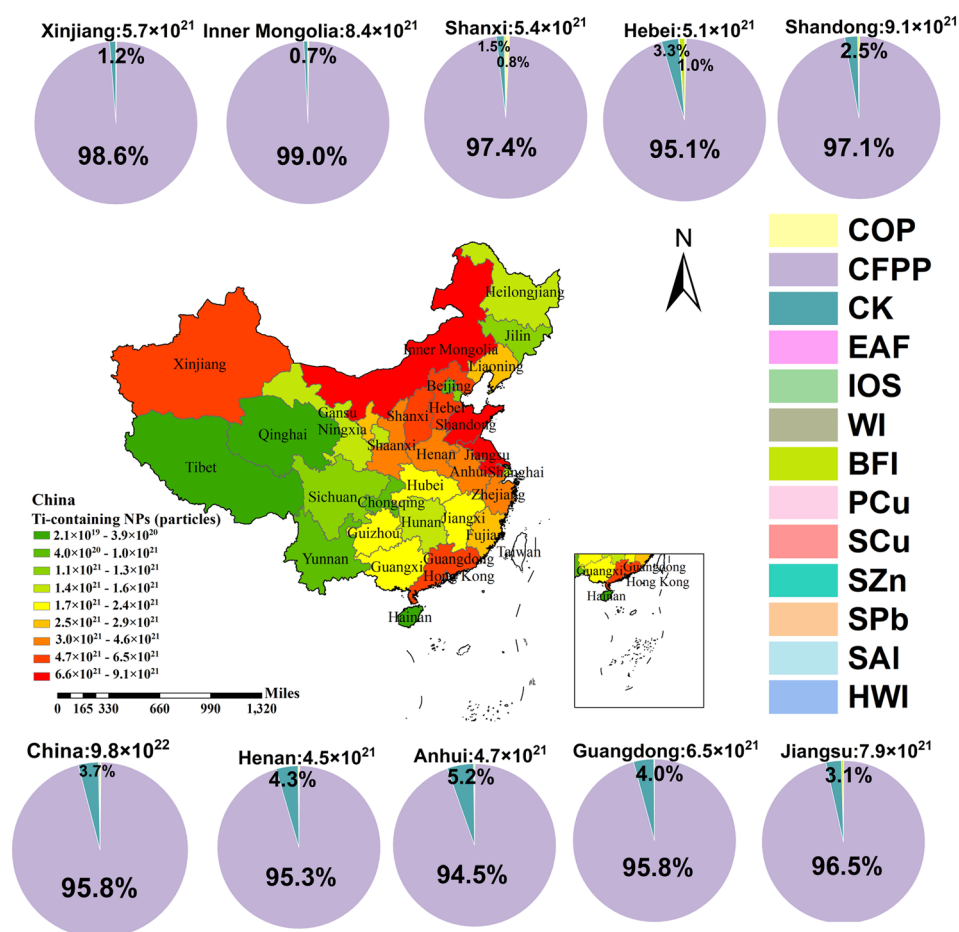 Xinjiang:5.7×10²¹
Inner Mongolia:8.4×10²¹
Shanxi:5.4×10²¹
Hebei:5.1×10²¹
Shandong:9.1×10²¹
1.2%
0.7%
1.5%
0.8%
3.3%
1.0%
2.5%
98.6%
99.0%
97.4%
95.1%
97.1%
N
COP
CFPP
CK
EAF
IOS
WI
BFI
PCu
SCu
SZn
SPb
SAl
HWI
Heilongjiang
Jilin
Inner Mongolia
Liaoning
Xinjiang
Beijing
Hebei
Gansu
Shanxi
Shandong
Ningxia
Qinghai
Shaanxi
Henan
Jiangxu
Tibet
Anhui
Shanghai
Hubei
Zhejiang
Sichuan
Chongqing
Hunan
Jiangxi
Guizhou
Fujian
Yunnan
Taiwan
Guangxi
Guangdong
Hong Kong
Hainan
Guangxi
Guangdong
Hong Kong
Hainan
China
Ti-containing NPs (particles)
2.1×10¹⁹ - 3.9×10²⁰
4.0×10²⁰ - 1.0×10²¹
1.1×10²¹ - 1.3×10²¹
1.4×10²¹ - 1.6×10²¹
1.7×10²¹ - 2.4×10²¹
2.5×10²¹ - 2.9×10²¹
3.0×10²¹ - 4.6×10²¹
4.7×10²¹ - 6.5×10²¹
6.6×10²¹ - 9.1×10²¹
Miles
0 165 330 660 990 1,320
China:9.8×10²²
Henan:4.5×10²¹
Anhui:4.7×10²¹
Guangdong:6.5×10²¹
Jiangsu:7.9×10²¹
3.7%
4.3%
5.2%
4.0%
3.1%
95.8%
95.3%
94.5%
95.8%
96.5%